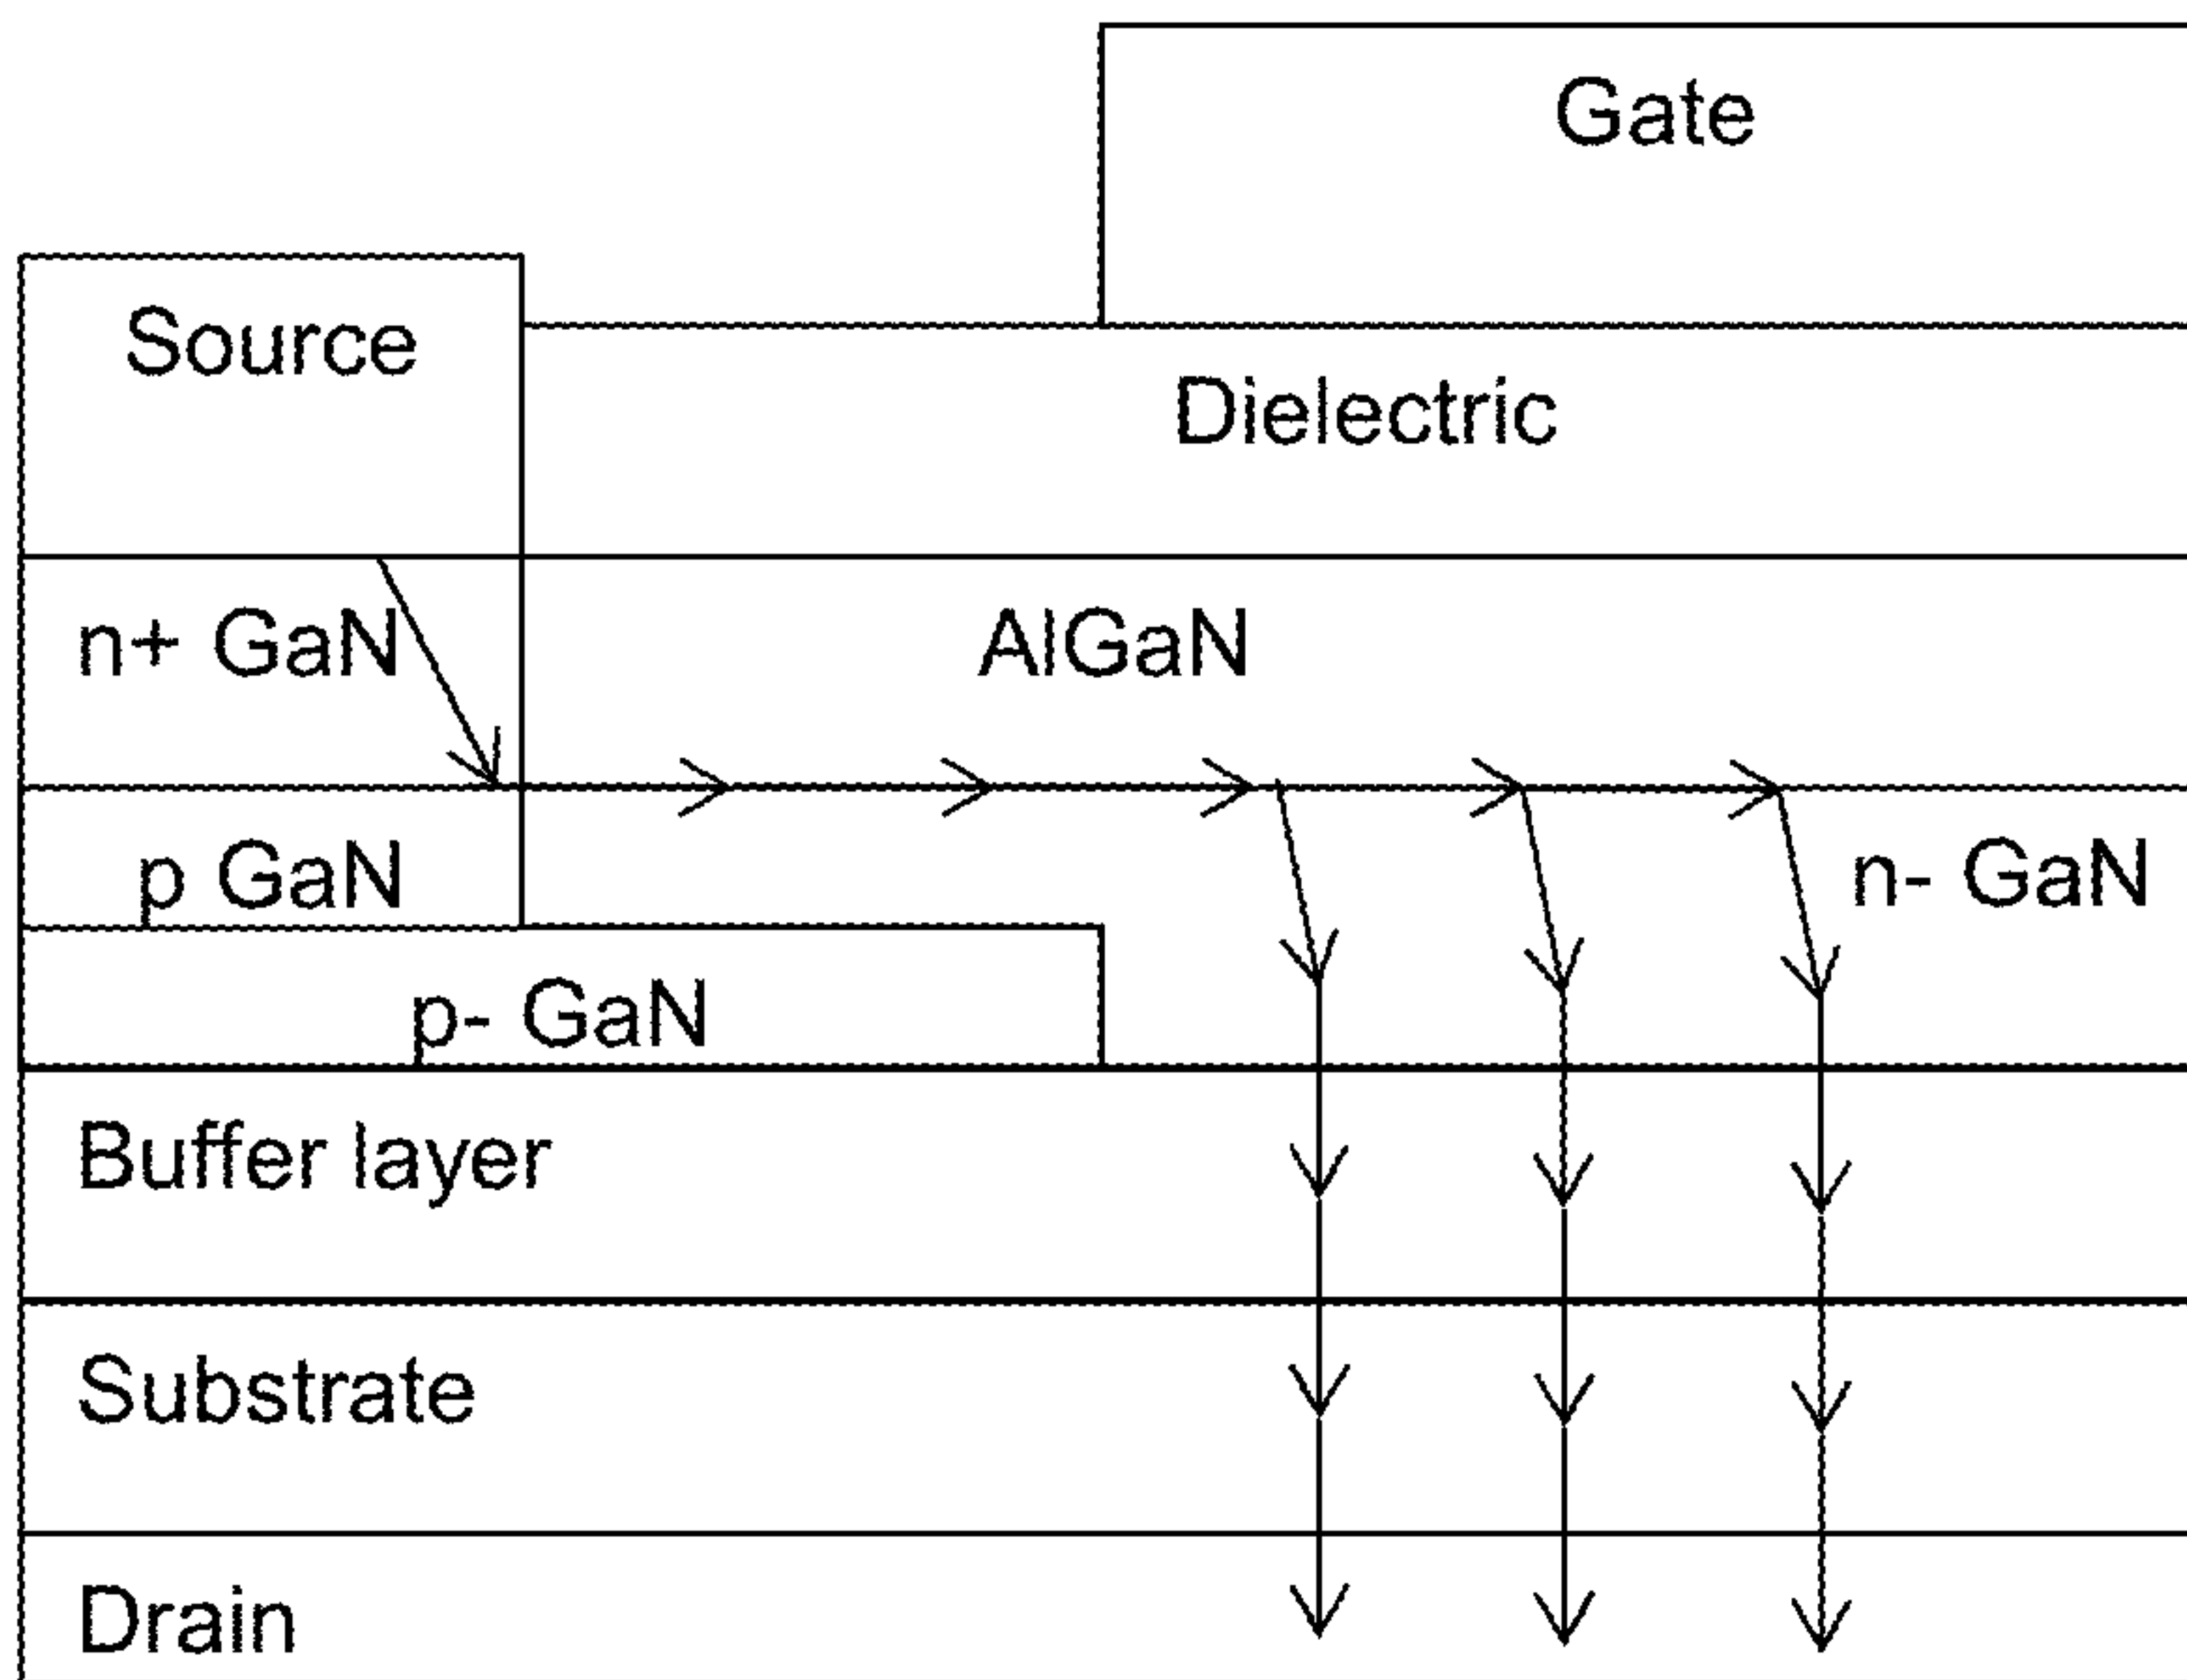 Gate
Source
Dielectric
n+ GaN
AlGaN
p GaN
n- GaN
p- GaN
Buffer layer
Substrate
Drain